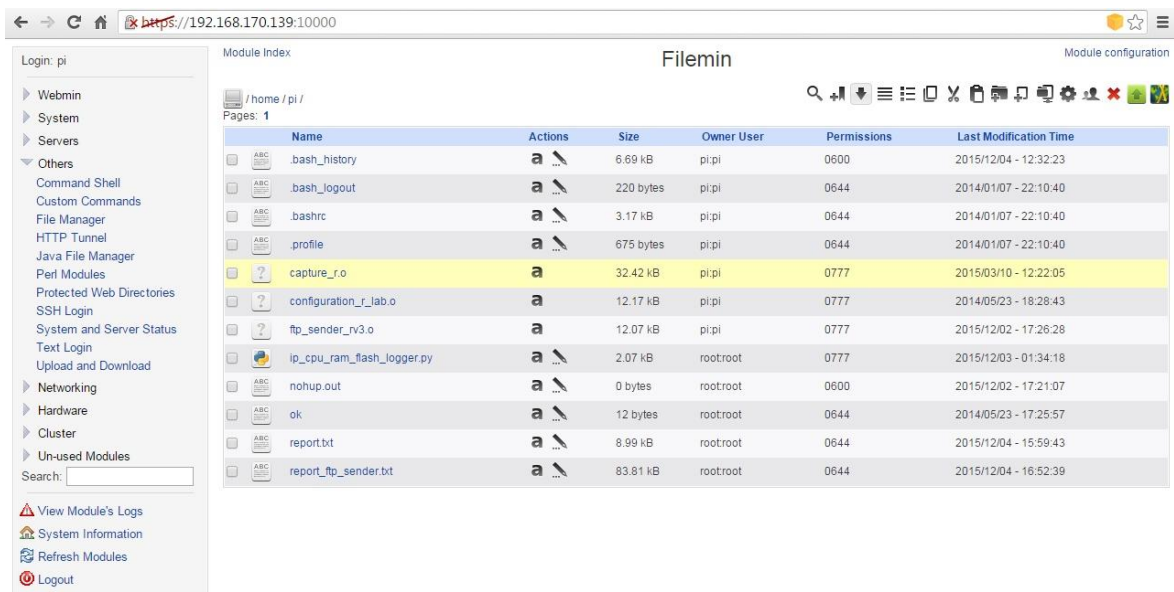 https://192.168.170.139:10000
Login: pi
Webmin
System
Servers
Others
Command Shell
Custom Commands
File Manager
HTTP Tunnel
Java File Manager
Perl Modules
Protected Web Directories
SSH Login
System and Server Status
Text Login
Upload and Download
Networking
Hardware
Cluster
Un-used Modules
Search:
View Module's Logs
System Information
Refresh Modules
Logout
Module Index
Filemin
Module configuration
/ home / pi /
Pages: 1
Name Actions Size Owner User Permissions Last Modification Time
ABC .bash_history a 6.69 kB pi:pi 0600 2015/12/04 - 12:32:23
ABC .bash_logout a 220 bytes pi:pi 0644 2014/01/07 - 22:10:40
ABC .bashrc a 3.17 kB pi:pi 0644 2014/01/07 - 22:10:40
ABC .profile a 675 bytes pi:pi 0644 2014/01/07 - 22:10:40
? capture_r.o a 32.42 kB pi:pi 0777 2015/03/10 - 12:22:05
? configuration_r_lab.o a 12.17 kB pi:pi 0777 2014/05/23 - 18:28:43
? ftp_sender_rv3.o a 12.07 kB pi:pi 0777 2015/12/02 - 17:26:28
ip_cpu_ram_flash_logger.py a 2.07 kB root:root 0777 2015/12/03 - 01:34:18
ABC nohup.out a 0 bytes root:root 0600 2015/12/02 - 17:21:07
ABC ok a 12 bytes root:root 0644 2014/05/23 - 17:25:57
ABC report.txt a 8.99 kB root:root 0644 2015/12/04 - 15:59:43
ABC report_ftp_sender.txt a 83.81 kB root:root 0644 2015/12/04 - 16:52:39